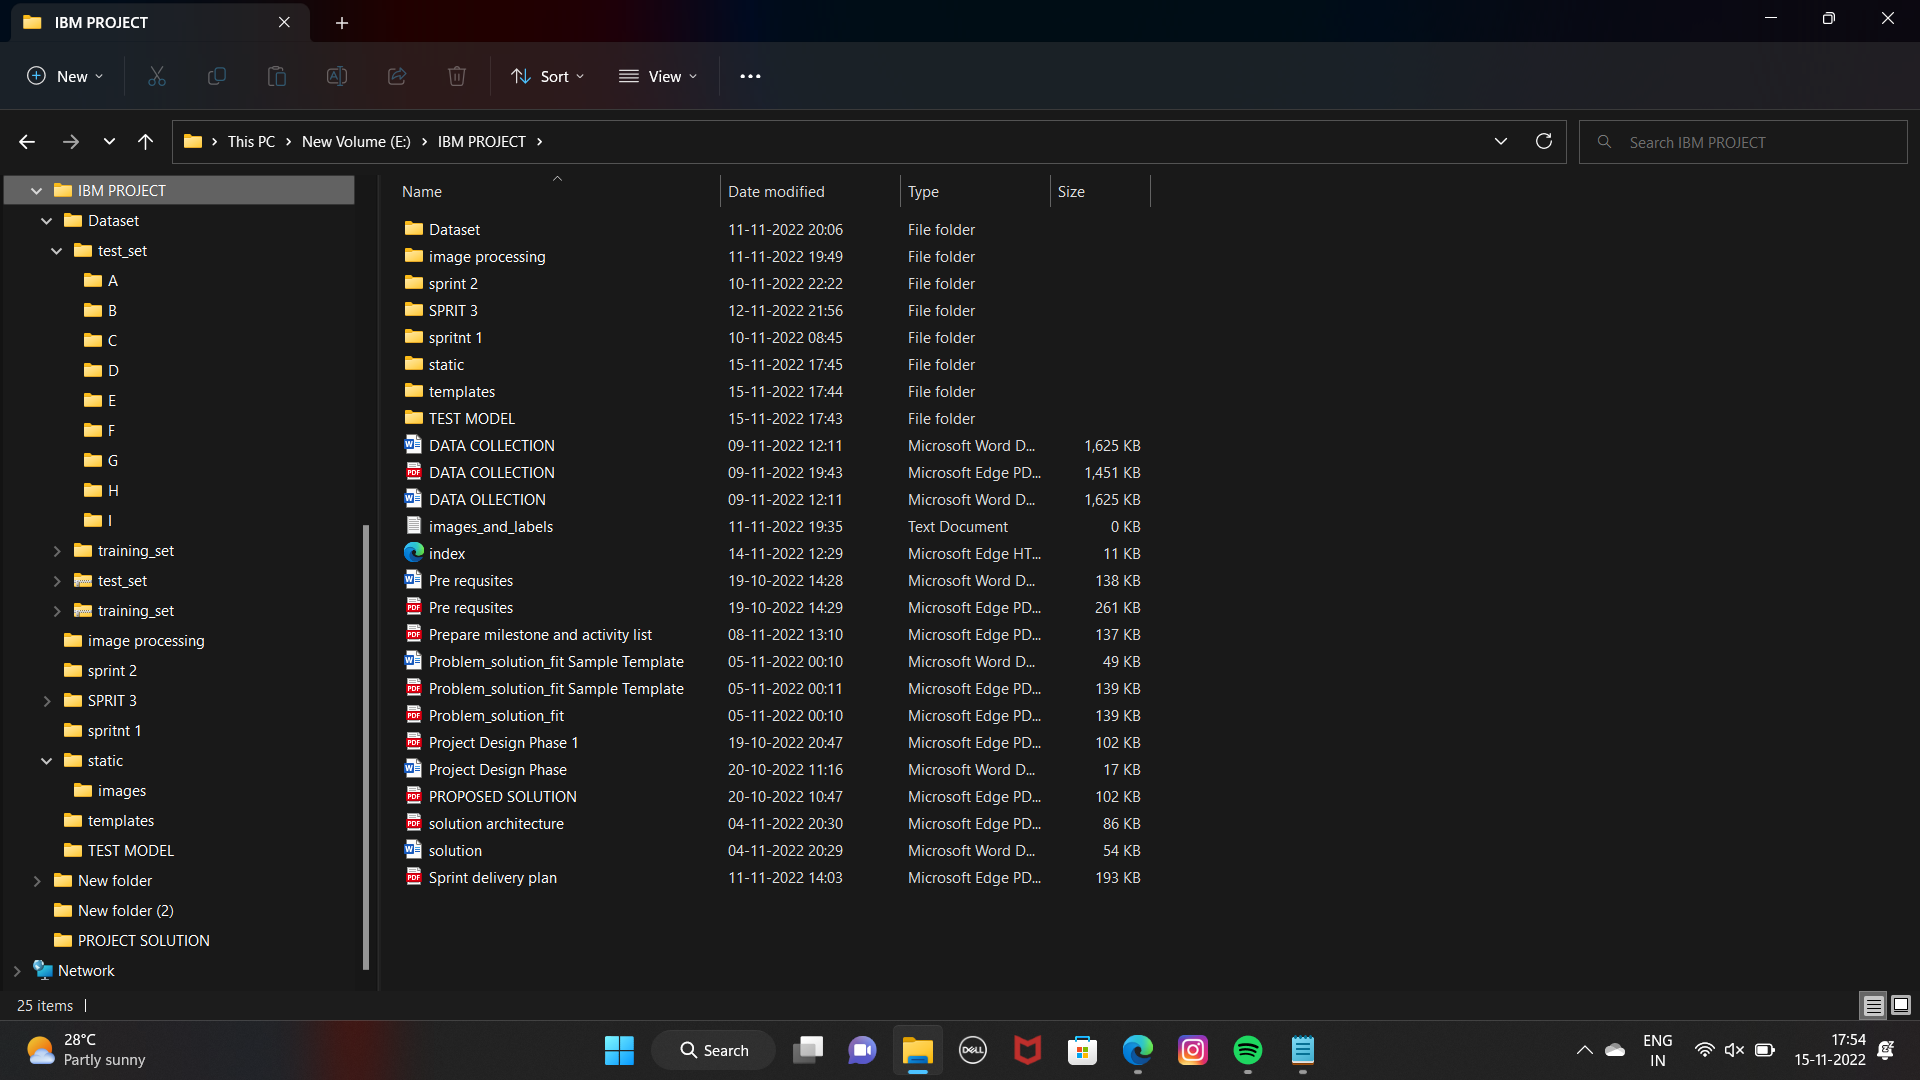 IBM PROJECT
New
Sort
View
This PC
New Volume (E:)
IBM PROJECT
Search IBM PROJECT
IBM PROJECT
Dataset
test_set
A
B
C
D
E
F
G
H
I
training_set
test_set
training_set
image processing
sprint 2
SPRIT 3
spritnt 1
static
images
templates
TEST MODEL
New folder
New folder (2)
PROJECT SOLUTION
Network
Name Date modified Type Size
Dataset 11-11-2022 20:06 File folder
image processing 11-11-2022 19:49 File folder
sprint 2 10-11-2022 22:22 File folder
SPRIT 3 12-11-2022 21:56 File folder
spritnt 1 10-11-2022 08:45 File folder
static 15-11-2022 17:45 File folder
templates 15-11-2022 17:44 File folder
TEST MODEL 15-11-2022 17:43 File folder
DATA COLLECTION 09-11-2022 12:11 Microsoft Word D... 1,625 KB
DATA COLLECTION 09-11-2022 19:43 Microsoft Edge PD... 1,451 KB
DATA OLLECTION 09-11-2022 12:11 Microsoft Word D... 1,625 KB
images_and_labels 11-11-2022 19:35 Text Document 0 KB
index 14-11-2022 12:29 Microsoft Edge HT... 11 KB
Pre requsites 19-10-2022 14:28 Microsoft Word D... 138 KB
Pre requsites 19-10-2022 14:29 Microsoft Edge PD... 261 KB
Prepare milestone and activity list 08-11-2022 13:10 Microsoft Edge PD... 137 KB
Problem_solution_fit Sample Template 05-11-2022 00:10 Microsoft Word D... 49 KB
Problem_solution_fit Sample Template 05-11-2022 00:11 Microsoft Edge PD... 139 KB
Problem_solution_fit 05-11-2022 00:10 Microsoft Edge PD... 139 KB
Project Design Phase 1 19-10-2022 20:47 Microsoft Edge PD... 102 KB
Project Design Phase 20-10-2022 11:16 Microsoft Word D... 17 KB
PROPOSED SOLUTION 20-10-2022 10:47 Microsoft Edge PD... 102 KB
solution architecture 04-11-2022 20:30 Microsoft Edge PD... 86 KB
solution 04-11-2022 20:29 Microsoft Word D... 54 KB
Sprint delivery plan 11-11-2022 14:03 Microsoft Edge PD... 193 KB
25 items
28°C
Partly sunny
Search
DELL
ENG
IN
17:54
15-11-2022